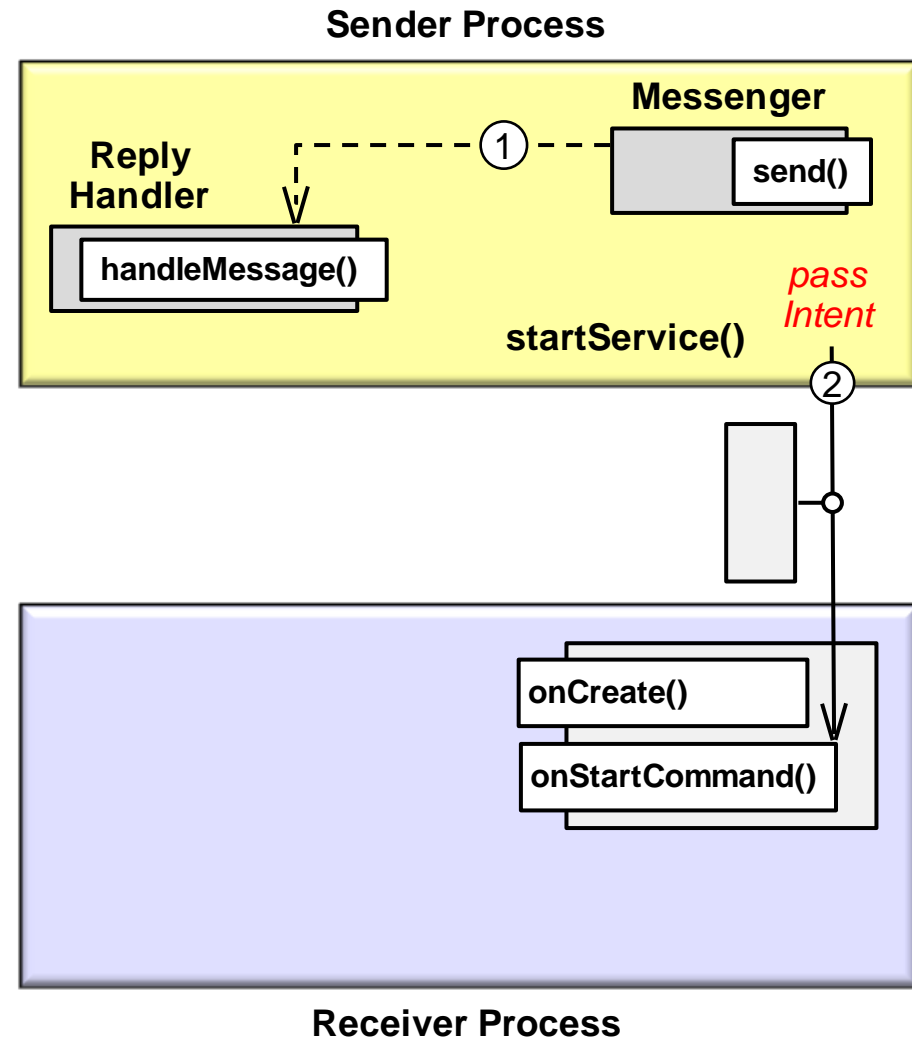 Sender Process
Messenger
1
send()
Reply
Handler
handleMessage()
pass
Intent
startService()
2
onCreate()
onStartCommand()
Receiver Process